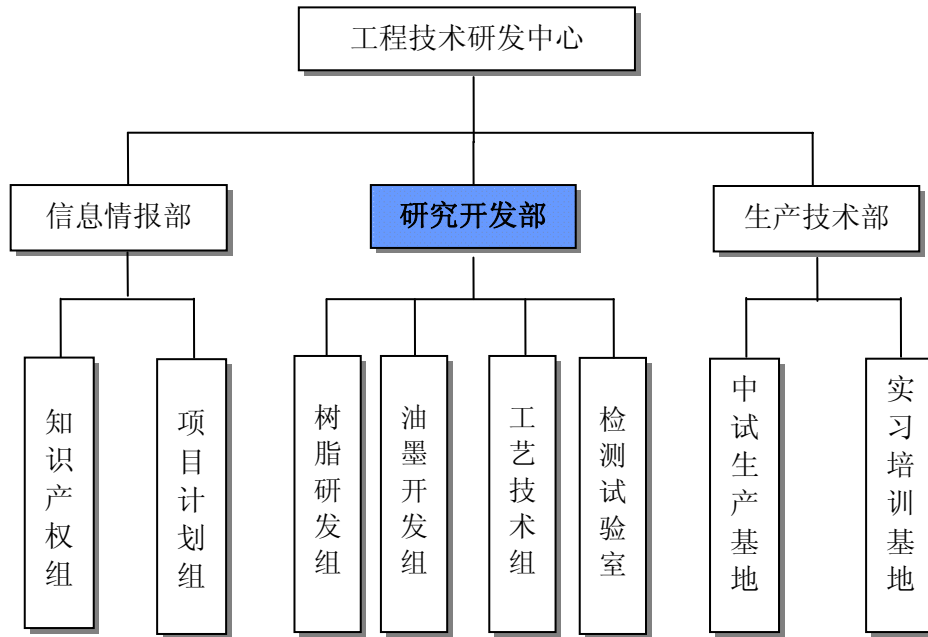 工程技术研发中心
信息情报部
研究开发部
生产技术部
知识产权组
项目计划组
树脂研发组
油墨开发组
工艺技术组
检测试验室
中试生产基地
实习培训基地